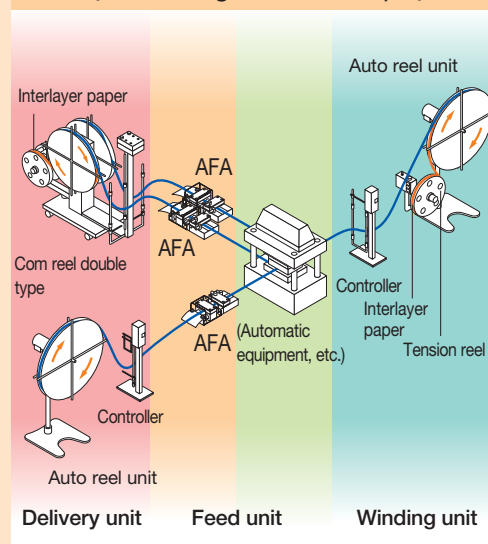 Auto reel unit
Interlayer paper
AFA
AFA
Com reel double
type
Controller
Interlayer
paper
Tension reel
(Automatic
equipment, etc.)
AFA
Controller
Auto reel unit
Delivery unit
Feed unit
Winding unit